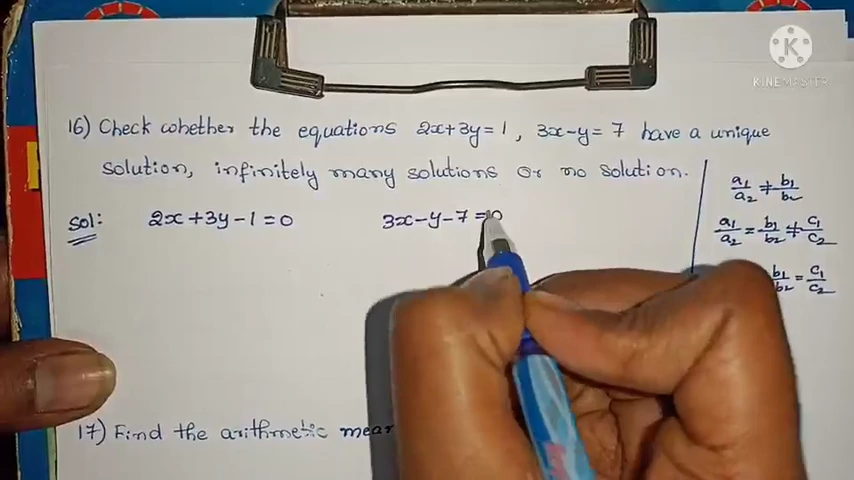 KINEMASTER
16) Check whether the equations 2x+3y=1, 3x-y=7 have a unique
solution, infinitely many solutions or no solution.
a₁/a₂ ≠ b₁/b₂
a₁/a₂ = b₁/b₂ ≠ c₁/c₂
b₁/b₂ = c₁/c₂
Sol: 2x+3y-1=0 3x-y-7=0
17) Find the arithmetic